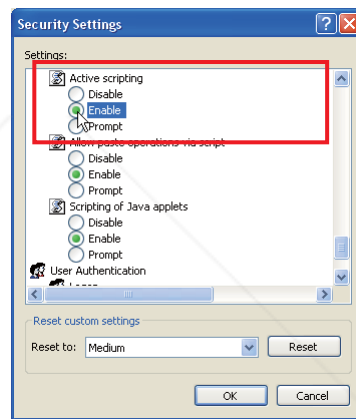 Security Settings
Settings:
Active scripting
Disable
Enable
Prompt
Allow paste operations via script
Disable
Enable
Prompt
Scripting of Java applets
Disable
Enable
Prompt
User Authentication
Logon
Reset custom settings
Reset to: Medium Reset
OK Cancel